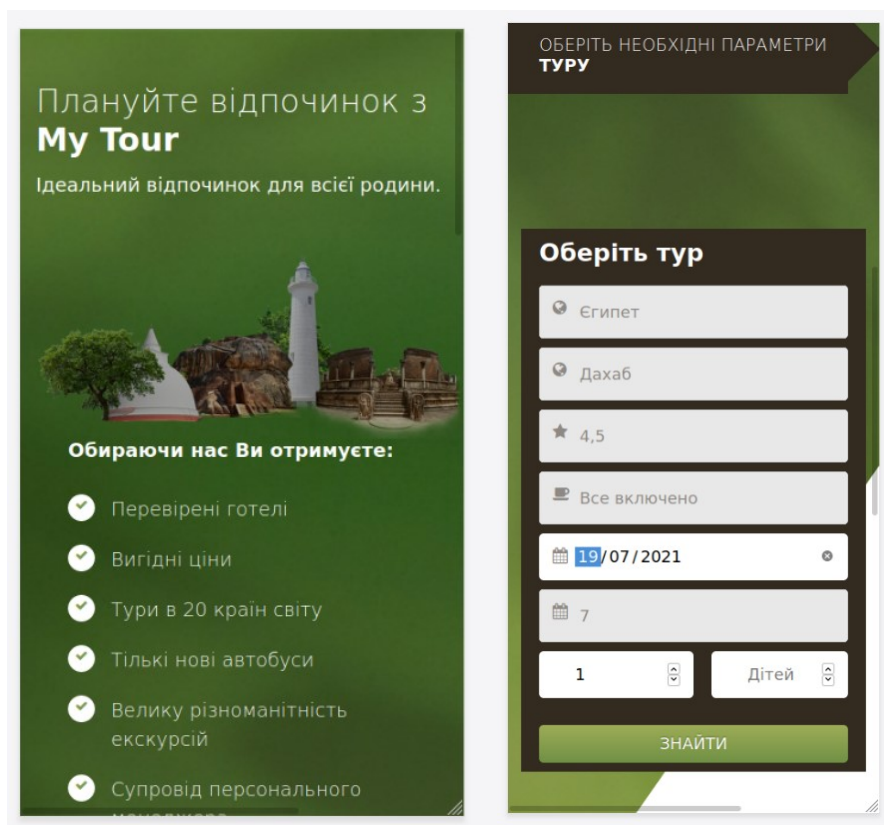 Плануйте відпочинок з
My Tour
Ідеальний відпочинок для всієї родини.
Обираючи нас Ви отримуєте:
Перевірені готелі
Вигідні ціни
Тури в 20 країн світу
Тількі нові автобуси
Велику різноманітність
екскурсій
Супровід персонального
менеджера
ОБЕРІТЬ НЕОБХІДНІ ПАРАМЕТРИ
ТУРУ
Оберіть тур
Єгипет
Дахаб
4,5
Все включено
19/07/2021
7
1 Дітей
ЗНАЙТИ